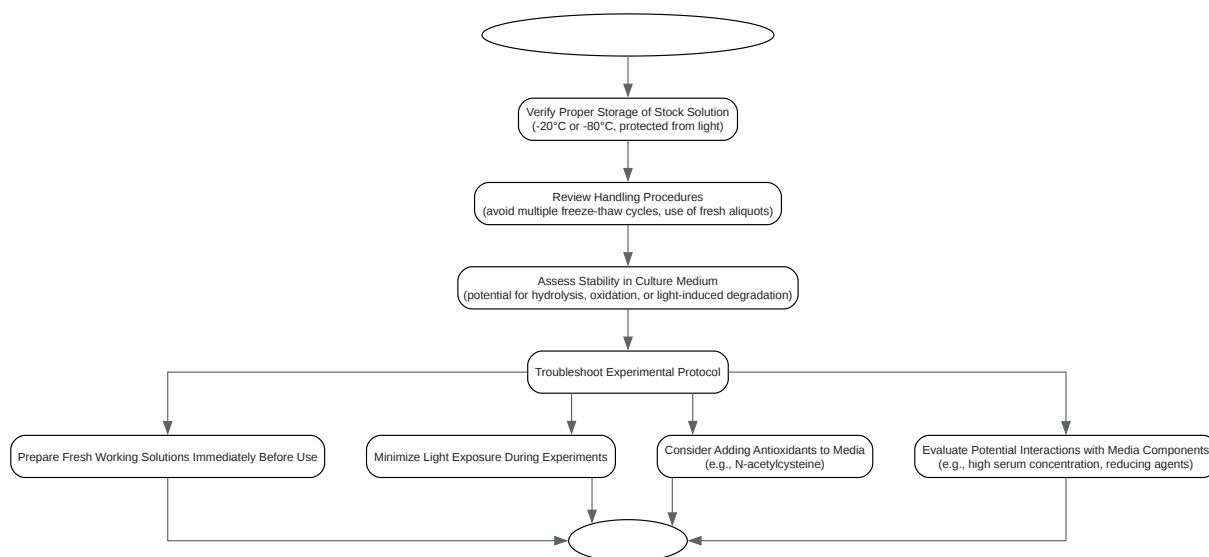 Verify Proper Storage of Stock Solution
(-20°C or -80°C, protected from light)
Review Handling Procedures
(avoid multiple freeze-thaw cycles, use of fresh aliquots)
Assess Stability in Culture Medium
(potential for hydrolysis, oxidation, or light-induced degradation)
Troubleshoot Experimental Protocol
Prepare Fresh Working Solutions Immediately Before Use
Minimize Light Exposure During Experiments
Consider Adding Antioxidants to Media
(e.g., N-acetylcysteine)
Evaluate Potential Interactions with Media Components
(e.g., high serum concentration, reducing agents)